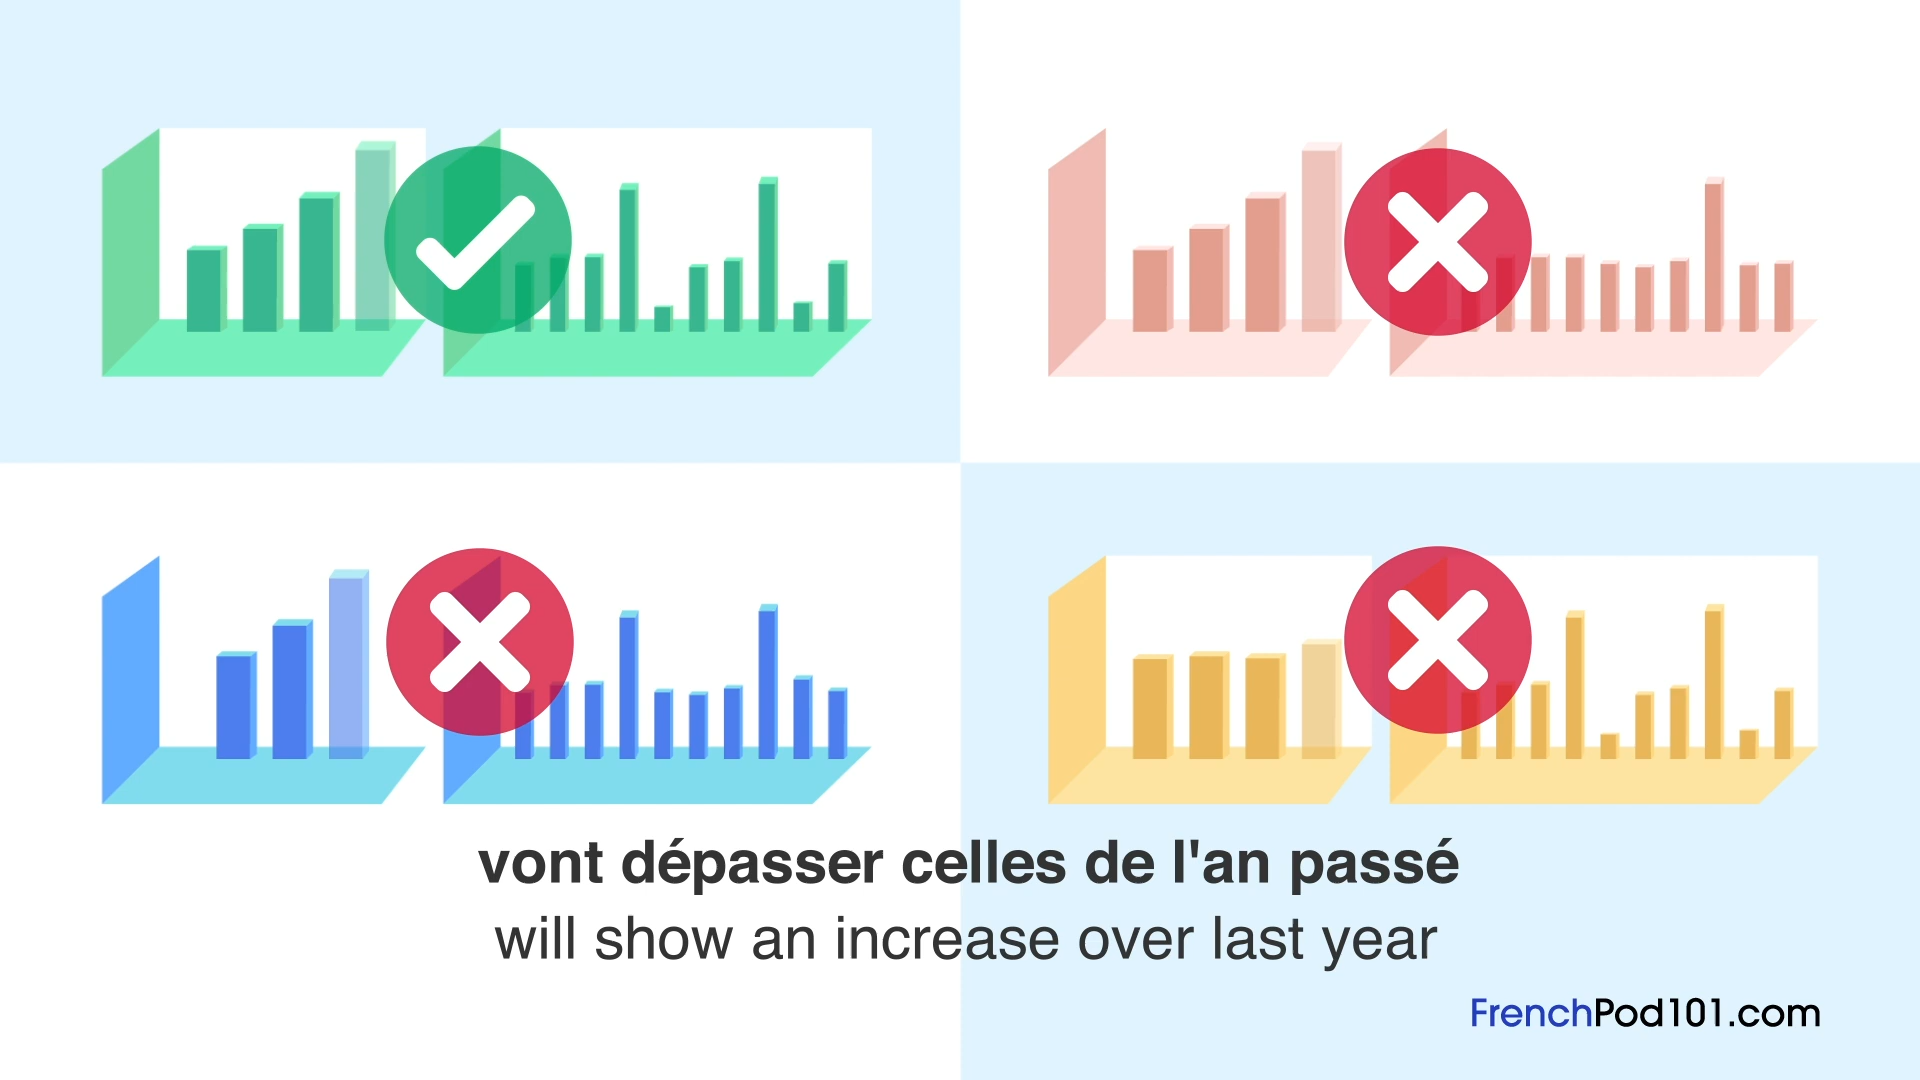 vont dépasser celles de l'an passé
will show an increase over last year
FrenchPod101.com